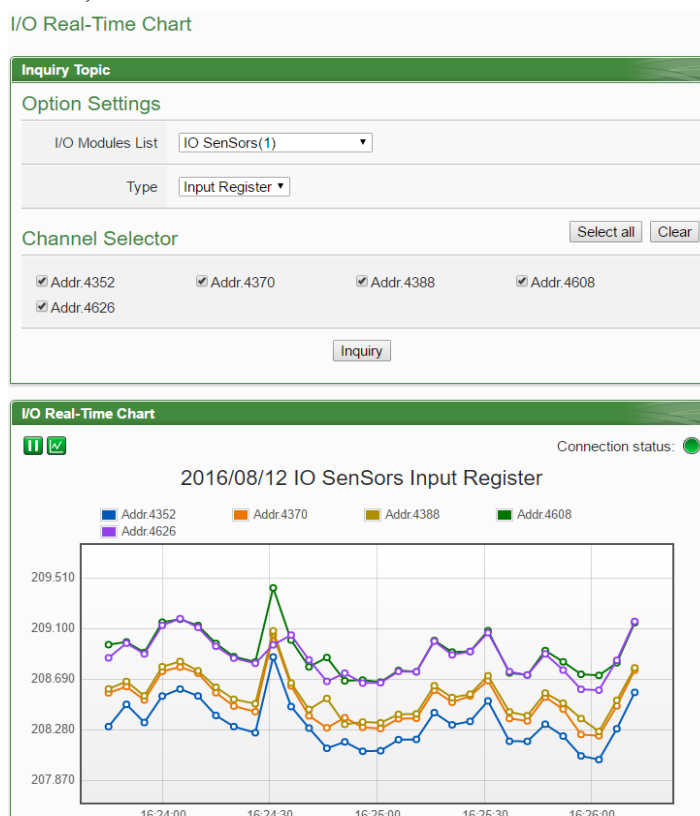 I/O Real-Time Chart
Inquiry Topic
Option Settings
I/O Modules List IO SenSors(1)
Type Input Register
Channel Selector Select all Clear
Addr.4352 Addr.4370 Addr.4388 Addr.4608
Addr.4626
Inquiry
I/O Real-Time Chart
Connection status:
2016/08/12 IO SenSors Input Register
Addr.4352 Addr.4370 Addr.4388 Addr.4608
Addr.4626
209.510
209.100
208.690
208.280
207.870
16:24:00 16:24:30 16:25:00 16:25:30 16:26:00